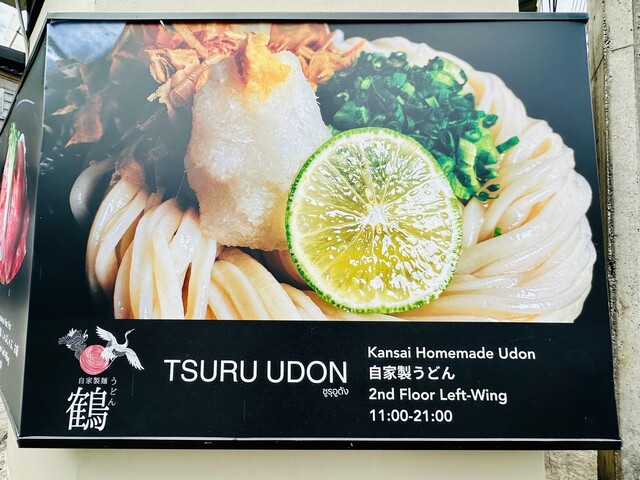 自家製麺
うどん
鶴
TSURU UDON
ซูรุอูด้ง
Kansai Homemade Udon
自家製うどん
2nd Floor Left-Wing
11:00-21:00